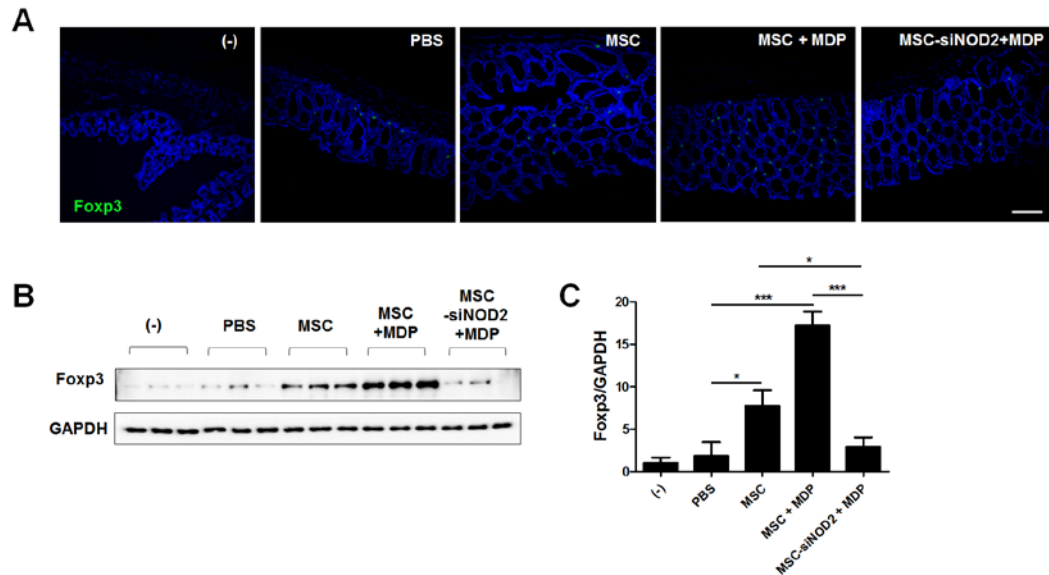 A
(-)
PBS
MSC
MSC + MDP
MSC-siNOD2+MDP
Foxp3
B
(-)
PBS
MSC
MSC
+MDP
MSC
-siNOD2
+MDP
Foxp3
GAPDH
C
*
***
***
*
Foxp3/GAPDH
20
15
10
5
0
(-)
PBS
MSC
MSC + MDP
MSC-siNOD2 + MDP